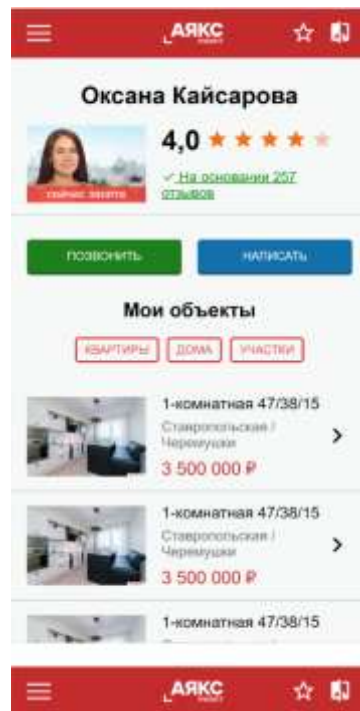 АЯКС
Оксана Кайсарова
4,0
На основании 257
отзывов
сейчас занята
ПОЗВОНИТЬ
НАПИСАТЬ
Мои объекты
КВАРТИРЫ
ДОМА
УЧАСТКИ
1-комнатная 47/38/15
Ставропольская /
Черемушки
3 500 000 ₽
1-комнатная 47/38/15
Ставропольская /
Черемушки
3 500 000 ₽
1-комнатная 47/38/15
АЯКС